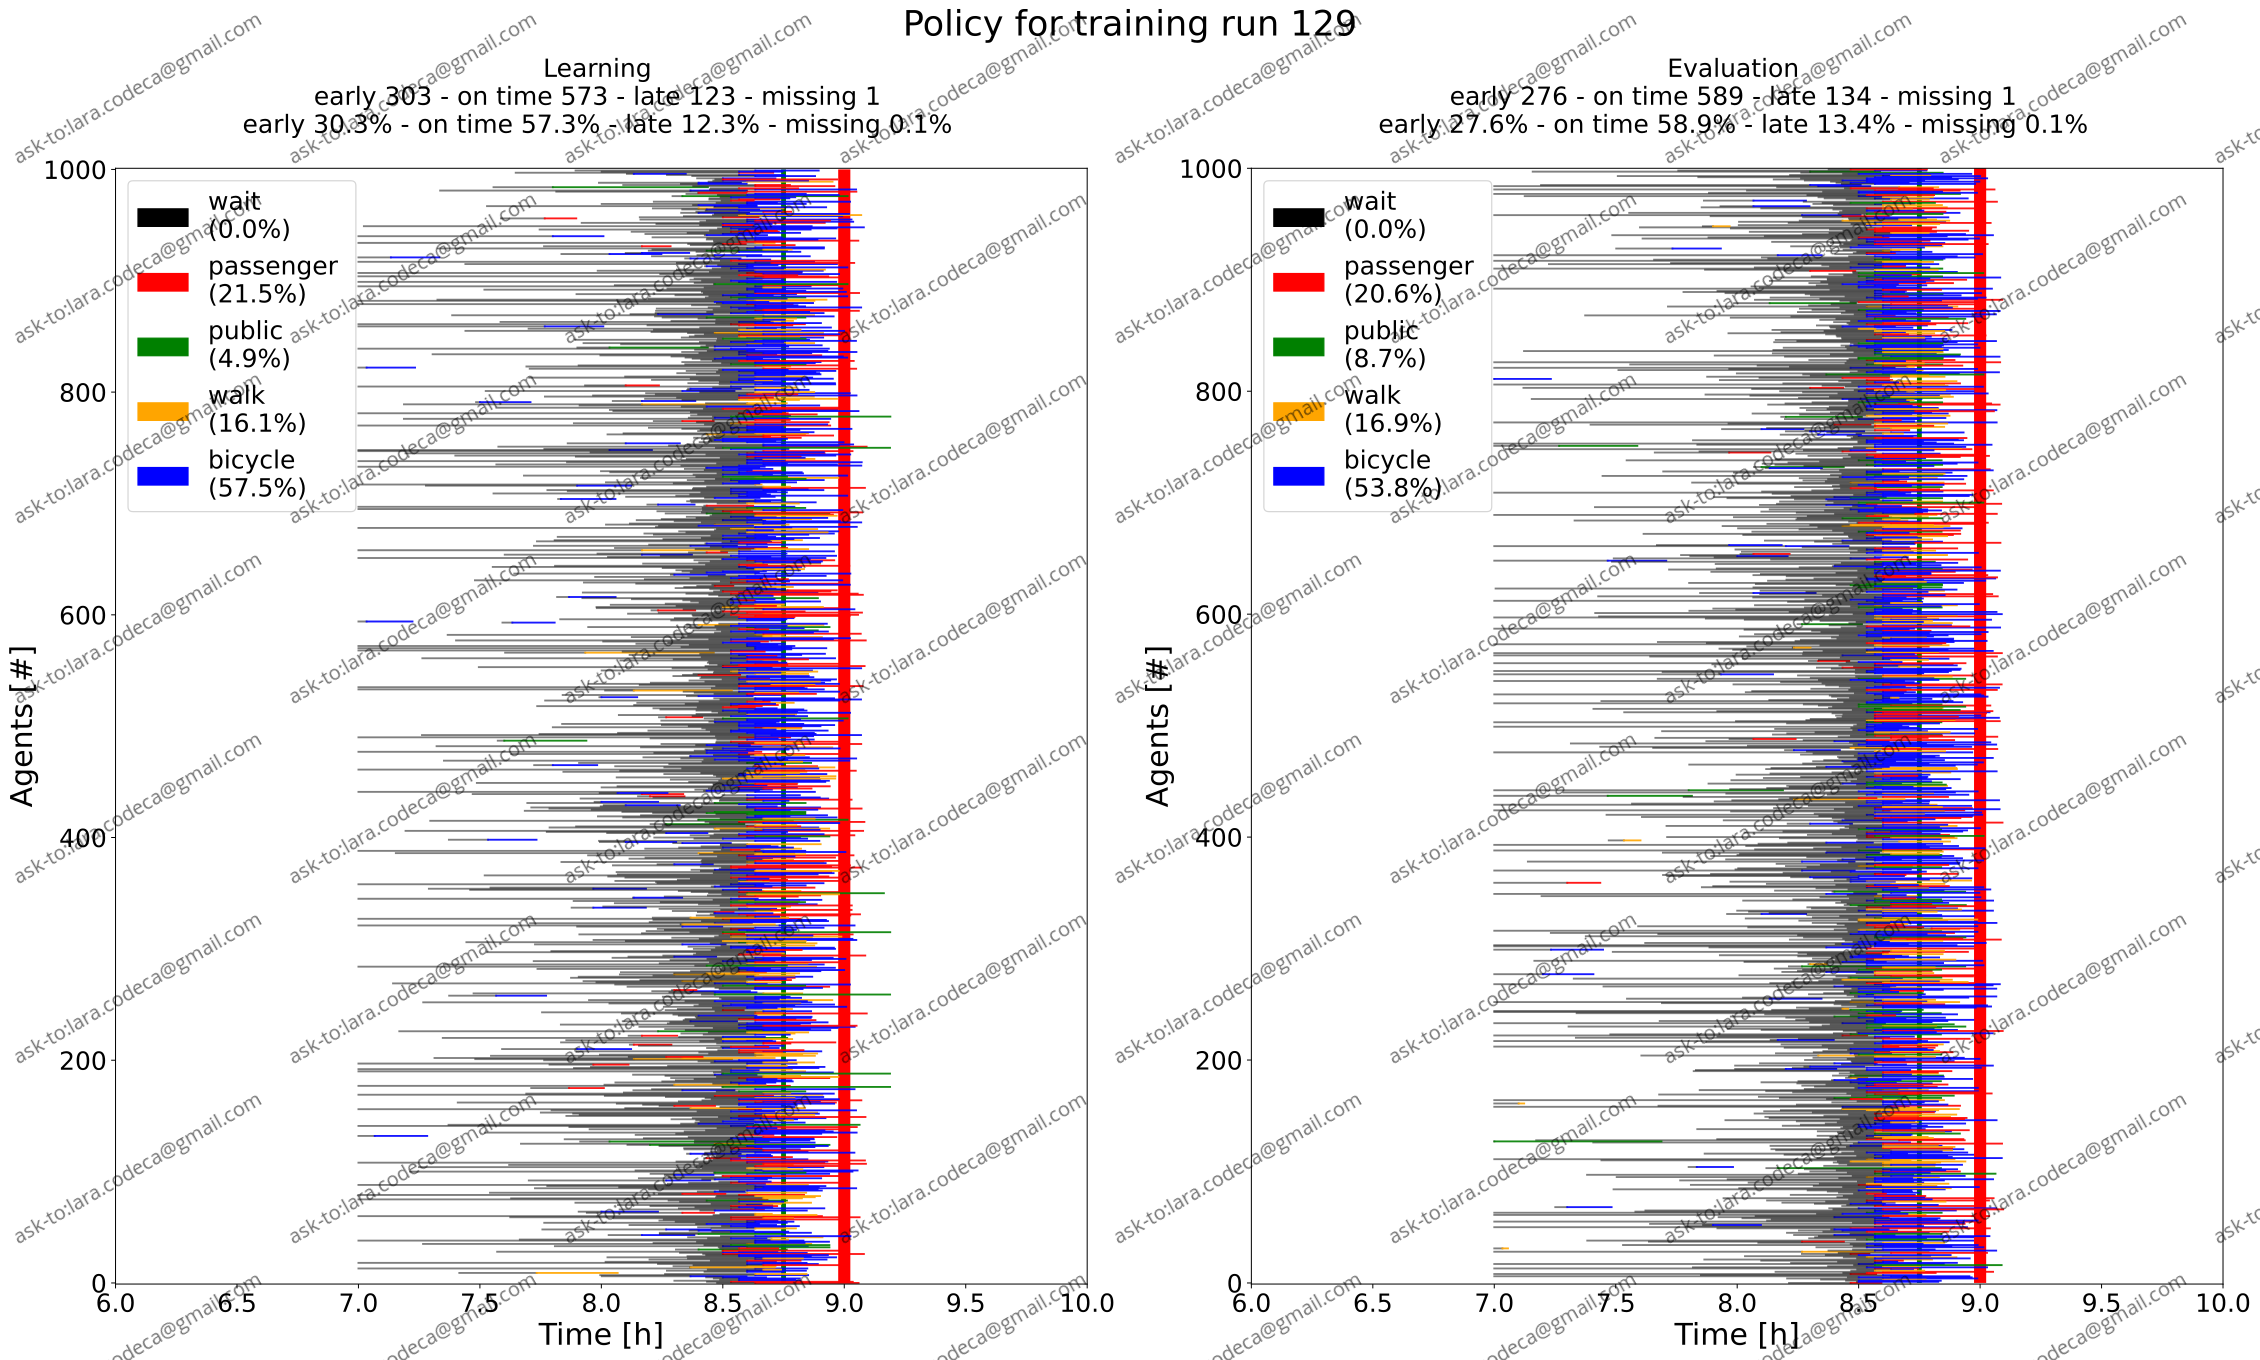 Policy for training run 129
Learning
early 303 - on time 573 - late 123 - missing 1
early 30.3% - on time 57.3% - late 12.3% - missing 0.1%
1000
800
600
400
200
0
Agents [#]
wait
(0.0%)
passenger
(21.5%)
public
(4.9%)
walk
(16.1%)
bicycle
(57.5%)
6.0 6.5 7.0 7.5 8.0 8.5 9.0 9.5 10.0
Time [h]
Evaluation
early 276 - on time 589 - late 134 - missing 1
early 27.6% - on time 58.9% - late 13.4% - missing 0.1%
1000
800
600
400
200
0
Agents [#]
wait
(0.0%)
passenger
(20.6%)
public
(8.7%)
walk
(16.9%)
bicycle
(53.8%)
6.0 6.5 7.0 7.5 8.0 8.5 9.0 9.5 10.0
Time [h]
ask-to:lara.codeca@gmail.com